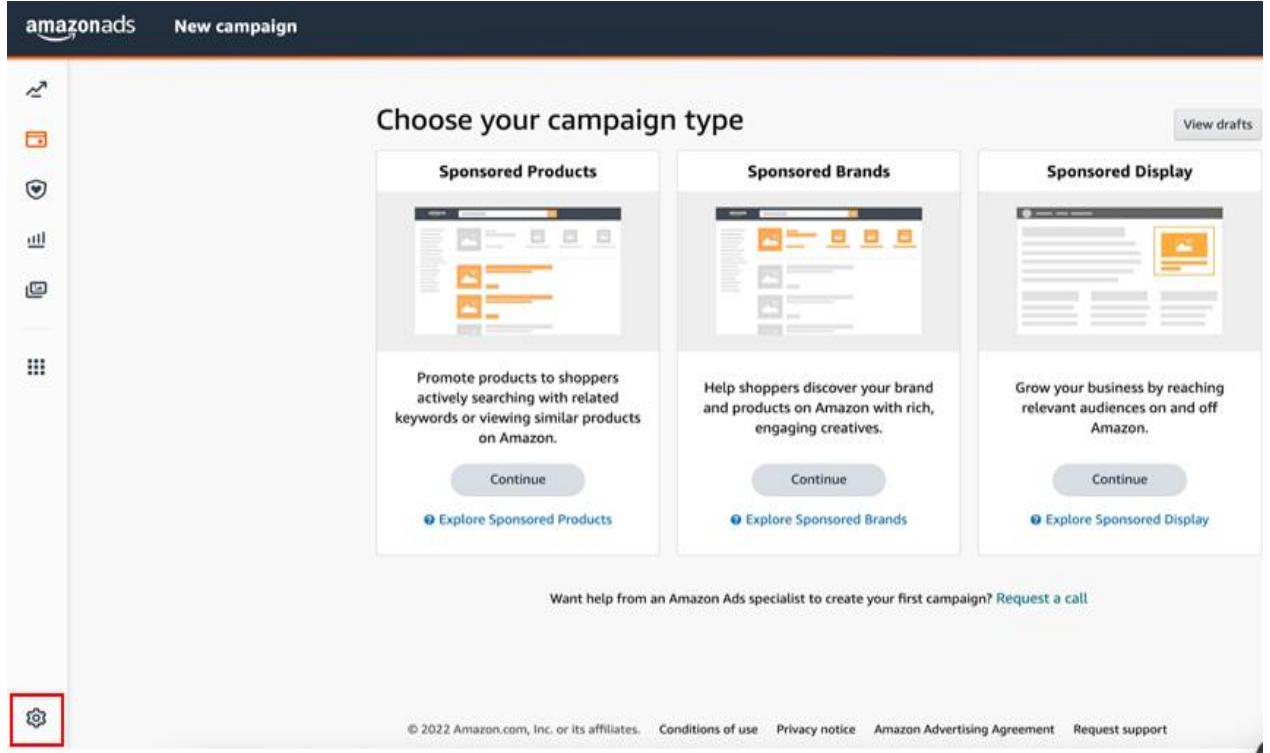 amazonads New campaign
Choose your campaign type
View drafts
Sponsored Products
Promote products to shoppers
actively searching with related
keywords or viewing similar products
on Amazon.
Continue
Explore Sponsored Products
Sponsored Brands
Help shoppers discover your brand
and products on Amazon with rich,
engaging creatives.
Continue
Explore Sponsored Brands
Sponsored Display
Grow your business by reaching
relevant audiences on and off
Amazon.
Continue
Explore Sponsored Display
Want help from an Amazon Ads specialist to create your first campaign? Request a call
© 2022 Amazon.com, Inc. or its affiliates. Conditions of use Privacy notice Amazon Advertising Agreement Request support